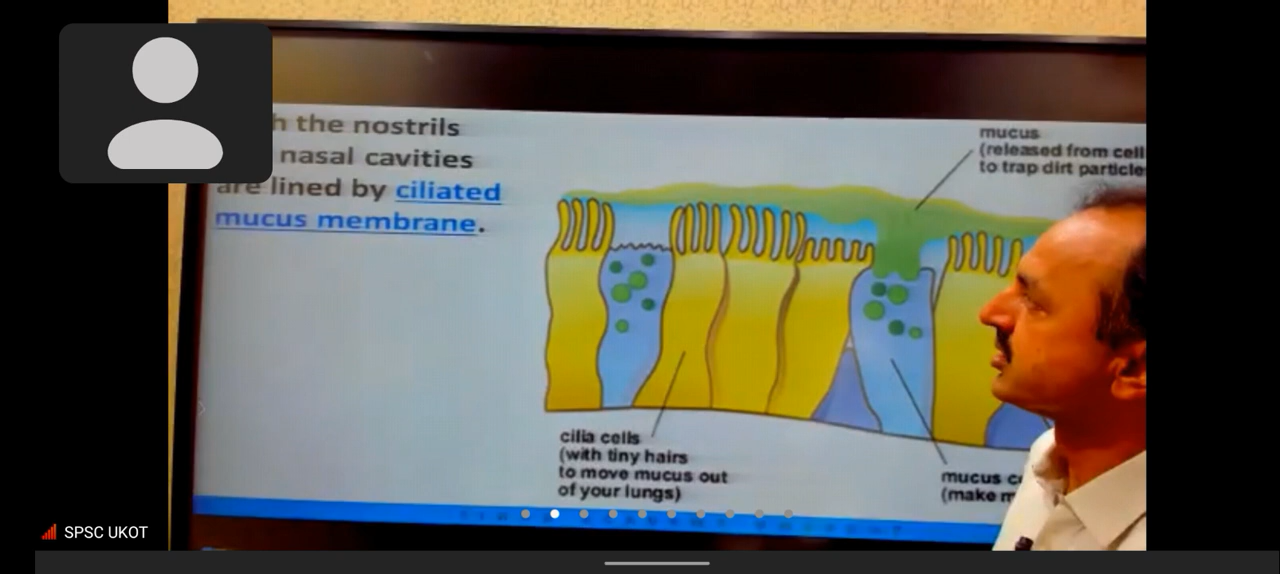 the nostrils
nasal cavities
are lined by ciliated
mucus membrane.
mucus
(released from cell
to trap dirt particle
cilia cells
(with tiny hairs
to move mucus out
of your lungs)
mucus
(make
SPSC UKOT